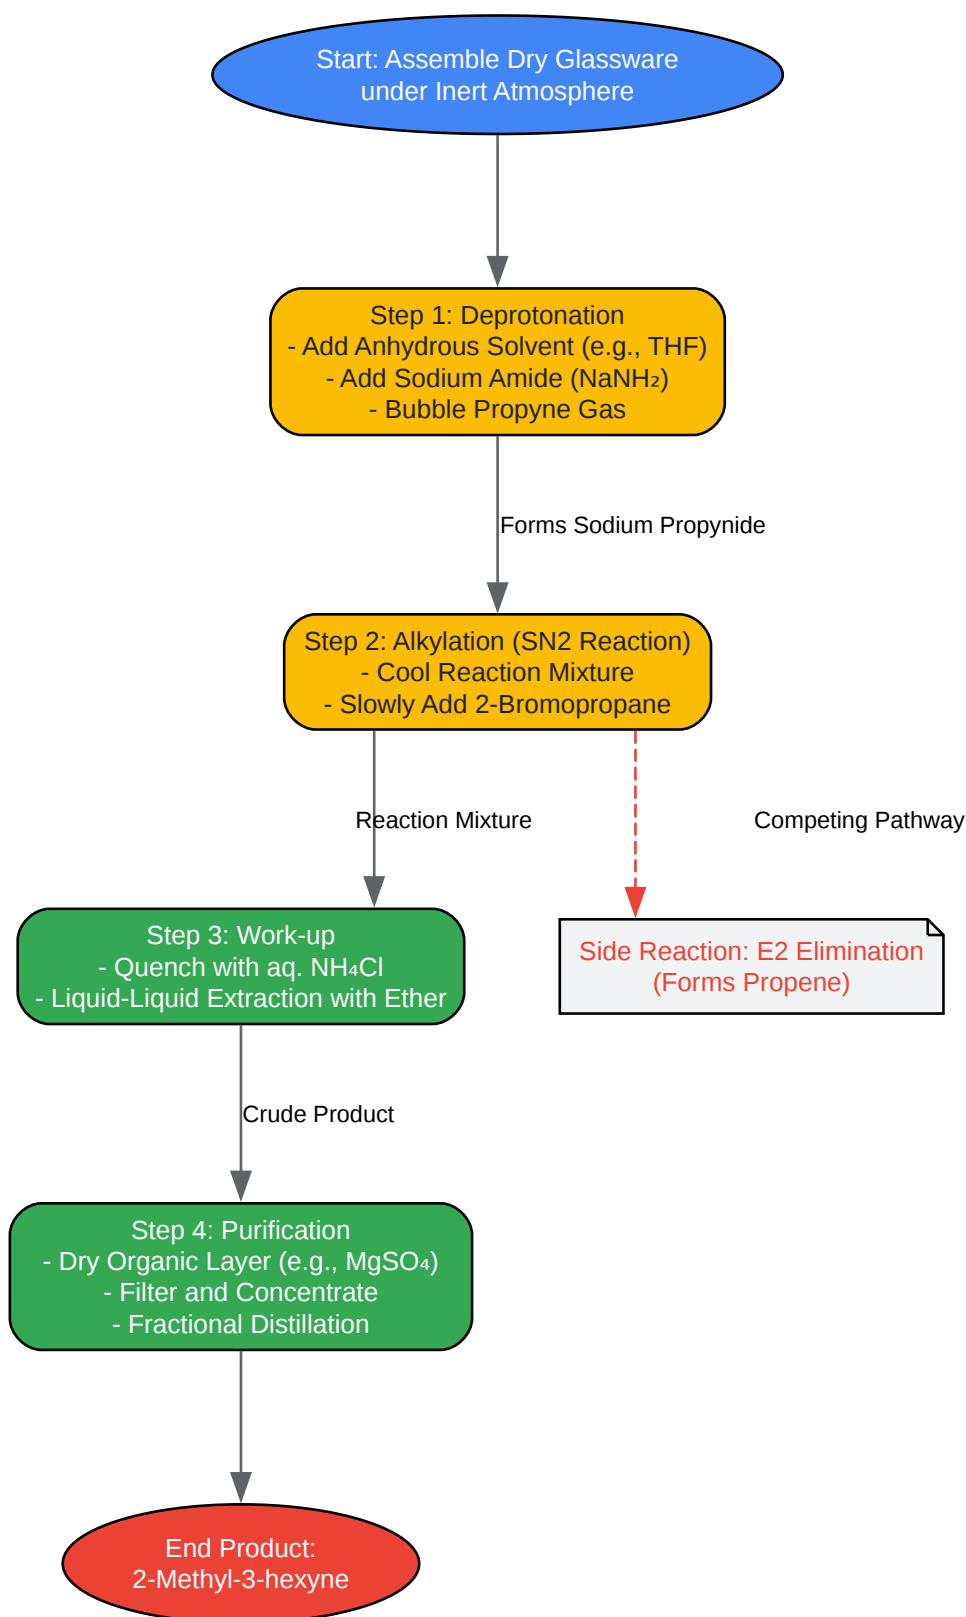 Start: Assemble Dry Glassware
under Inert Atmosphere
Step 1: Deprotonation
- Add Anhydrous Solvent (e.g., THF)
- Add Sodium Amide (NaNH₂)
- Bubble Propyne Gas
Forms Sodium Propynide
Step 2: Alkylation (SN2 Reaction)
- Cool Reaction Mixture
- Slowly Add 2-Bromopropane
Reaction Mixture
Competing Pathway
Step 3: Work-up
- Quench with aq. NH₄Cl
- Liquid-Liquid Extraction with Ether
Side Reaction: E2 Elimination
(Forms Propene)
Crude Product
Step 4: Purification
- Dry Organic Layer (e.g., MgSO₄)
- Filter and Concentrate
- Fractional Distillation
End Product:
2-Methyl-3-hexyne